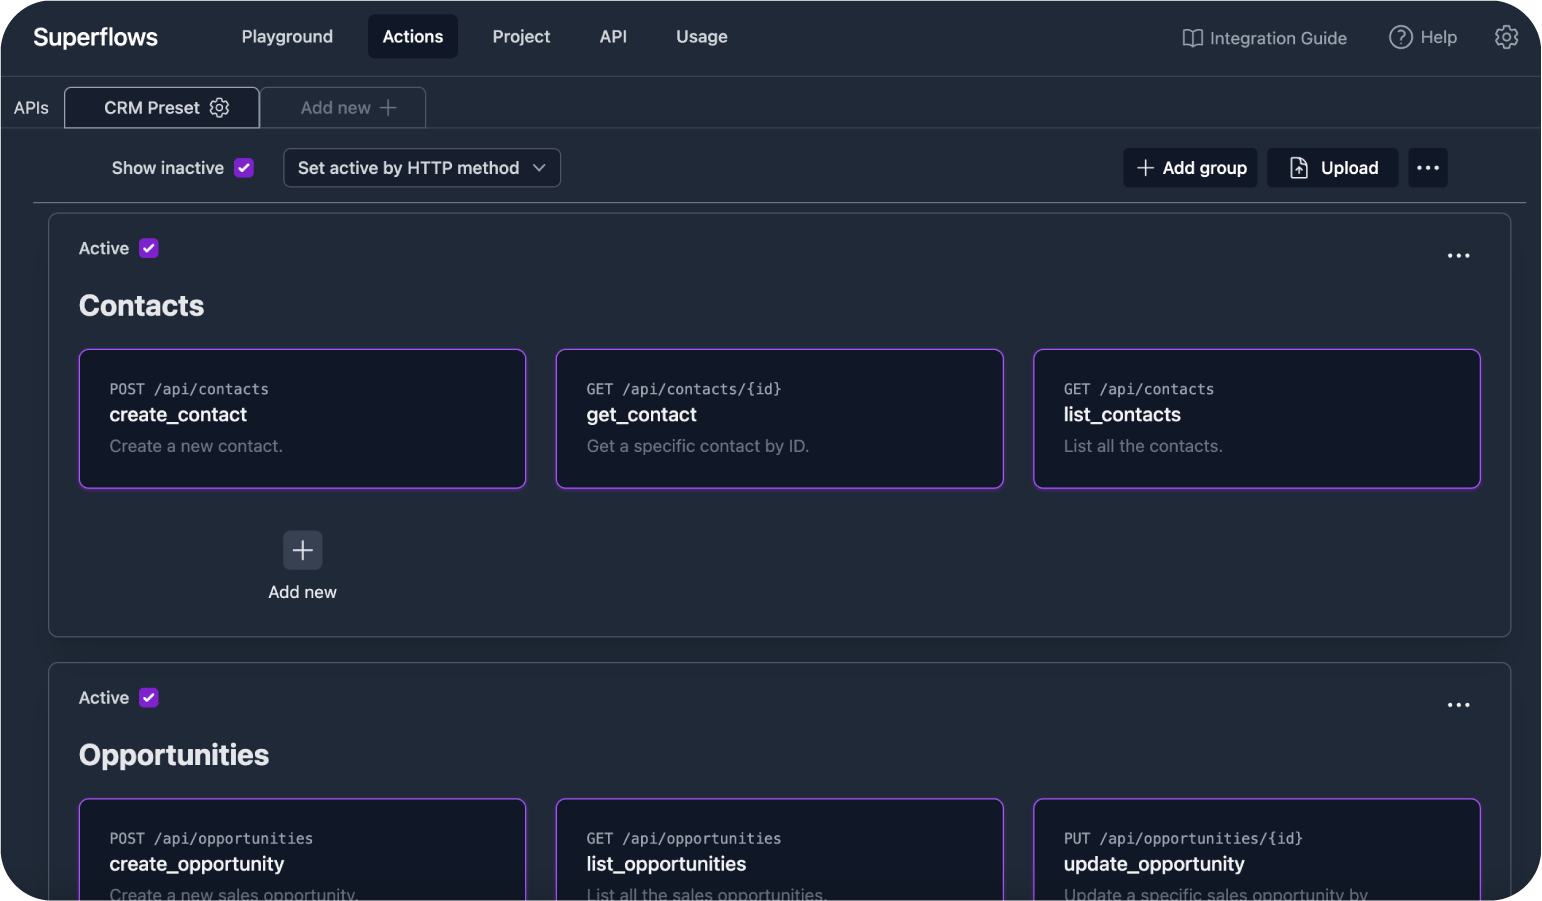 Superflows Playground Actions Project API Usage Integration Guide Help
APIs CRM Preset Add new
Show inactive Set active by HTTP method Add group Upload
Active
Contacts
POST /api/contacts
create_contact
Create a new contact.
GET /api/contacts/{id}
get_contact
Get a specific contact by ID.
GET /api/contacts
list_contacts
List all the contacts.
Add new
Active
Opportunities
POST /api/opportunities
create_opportunity
Create a new sales opportunity.
GET /api/opportunities
list_opportunities
List all the sales opportunities.
PUT /api/opportunities/{id}
update_opportunity
Update a specific sales opportunity by